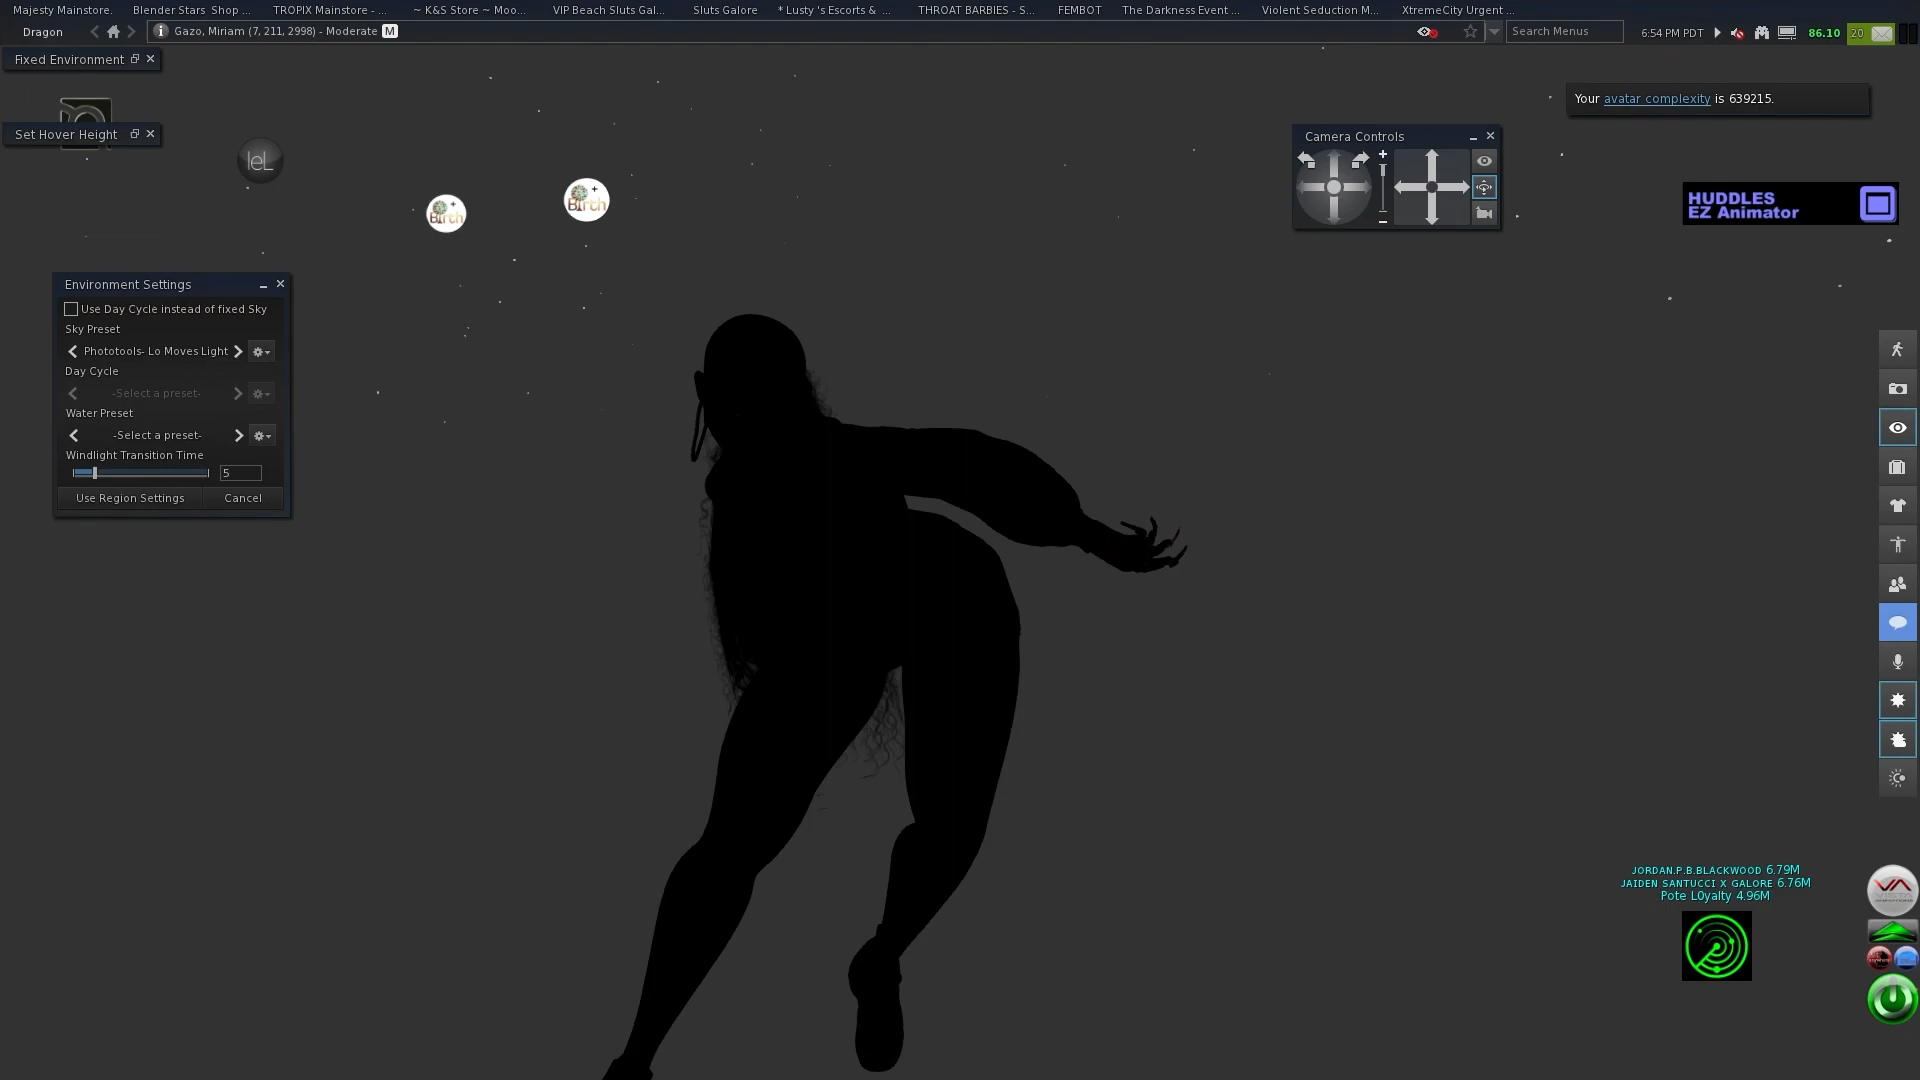 Majesty Mainstore.
Blender Stars Shop ...
TROPIX Mainstore - ...
~ K&S Store ~ Moo...
VIP Beach Sluts Gal...
Sluts Galore
* Lusty 's Escorts & ...
THROAT BARBIES - S...
FEMBOT
The Darkness Event ...
Violent Seduction M...
XtremeCity Urgent ...
Dragon
Gazo, Miriam (7, 211, 2998) - Moderate M
Search Menus
6:54 PM PDT
86.10
20
Fixed Environment
Your avatar complexity is 639215.
Set Hover Height
Camera Controls
leL
Birth
Birth
HUDDLES
EZ Animator
Environment Settings
Use Day Cycle instead of fixed Sky
Sky Preset
Phototools- Lo Moves Light
Day Cycle
-Select a preset-
Water Preset
-Select a preset-
Windlight Transition Time
5
Use Region Settings
Cancel
JORDAN.P.B.BLACKWOOD 6.79M
JAIDEN SANTUCCI X GALORE 6.76M
Pote L0yalty 4.96M
VISTA